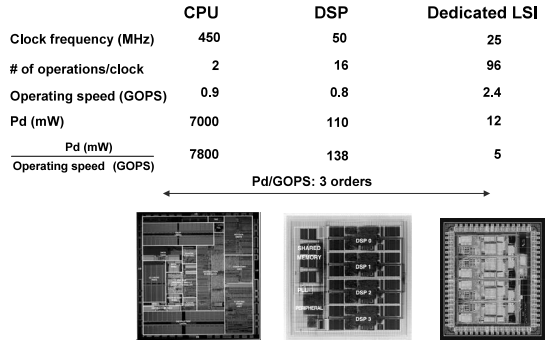 CPU DSP Dedicated LSI
Clock frequency (MHz) 450 50 25
# of operations/clock 2 16 96
Operating speed (GOPS) 0.9 0.8 2.4
Pd (mW) 7000 110 12
Pd (mW)
Operating speed (GOPS) 7800 138 5
Pd/GOPS: 3 orders
SHARED
MEMORY
PLL
PERIPHERAL
DSP 0
DSP 1
DSP 2
DSP 3